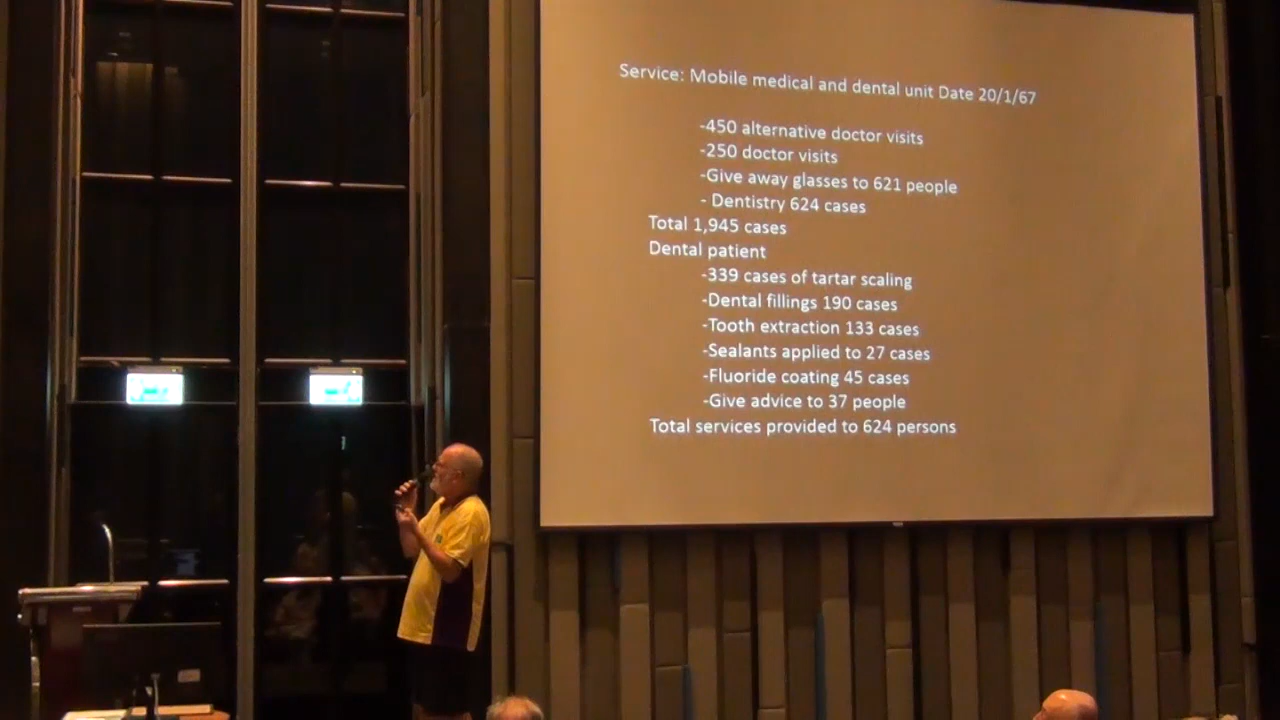 Service: Mobile medical and dental unit Date 20/1/67
-450 alternative doctor visits
-250 doctor visits
-Give away glasses to 621 people
- Dentistry 624 cases
Total 1,945 cases
Dental patient
-339 cases of tartar scaling
-Dental fillings 190 cases
-Tooth extraction 133 cases
-Sealants applied to 27 cases
-Fluoride coating 45 cases
-Give advice to 37 people
Total services provided to 624 persons